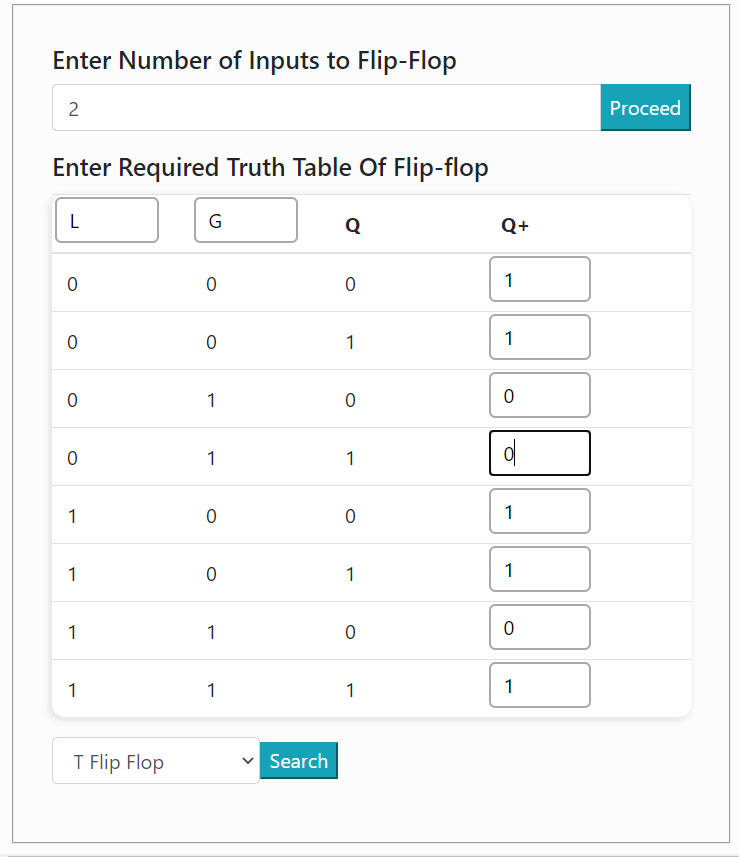 Enter Number of Inputs to Flip-Flop
2 Proceed
Enter Required Truth Table Of Flip-flop
L G Q Q+
0 0 0 1
0 0 1 1
0 1 0 0
0 1 1 0
1 0 0 1
1 0 1 1
1 1 0 0
1 1 1 1
T Flip Flop Search